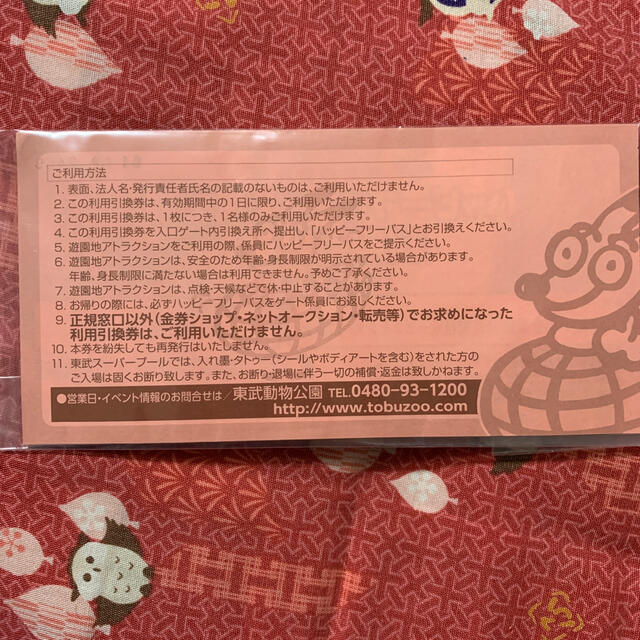 ご利用方法
1. 表面、法人名・発行責任者氏名の記載のないものは、ご利用いただけません。
2. この利用引換券は、有効期間中の1日に限り、ご利用いただけます。
3. この利用引換券は、1枚につき、1名様のみご利用いただけます。
4. この利用引換券を入口ゲート内引換え所へ提出し、「ハッピーフリーパス」とお引換えください。
5. 遊園地アトラクションをご利用の際、係員にハッピーフリーパスをご提示ください。
6. 遊園地アトラクションは、安全のため年齢・身長制限が明示されている場合があります。
年齢、身長制限に満たない場合は利用できません。予めご了承ください。
7. 遊園地アトラクションは、点検・天候などで休・中止することがあります。
8. お帰りの際には、必ずハッピーフリーパスをゲート係員にお返しください。
9. 正規窓口以外（金券ショップ・ネットオークション・転売等）でお求めになった
利用引換券は、ご利用いただけません。
10. 本券を紛失しても再発行はいたしません。
11. 東武スーパープールでは、入れ墨・タトゥー（シールやボディアートを含む）をされた方の
ご入場は固くお断り致します。また、お断り・退場に伴う一切の補償・返金は致しかねます。
●営業日・イベント情報のお問合せは／東武動物公園 TEL.0480-93-1200
http://www.tobuzoo.com